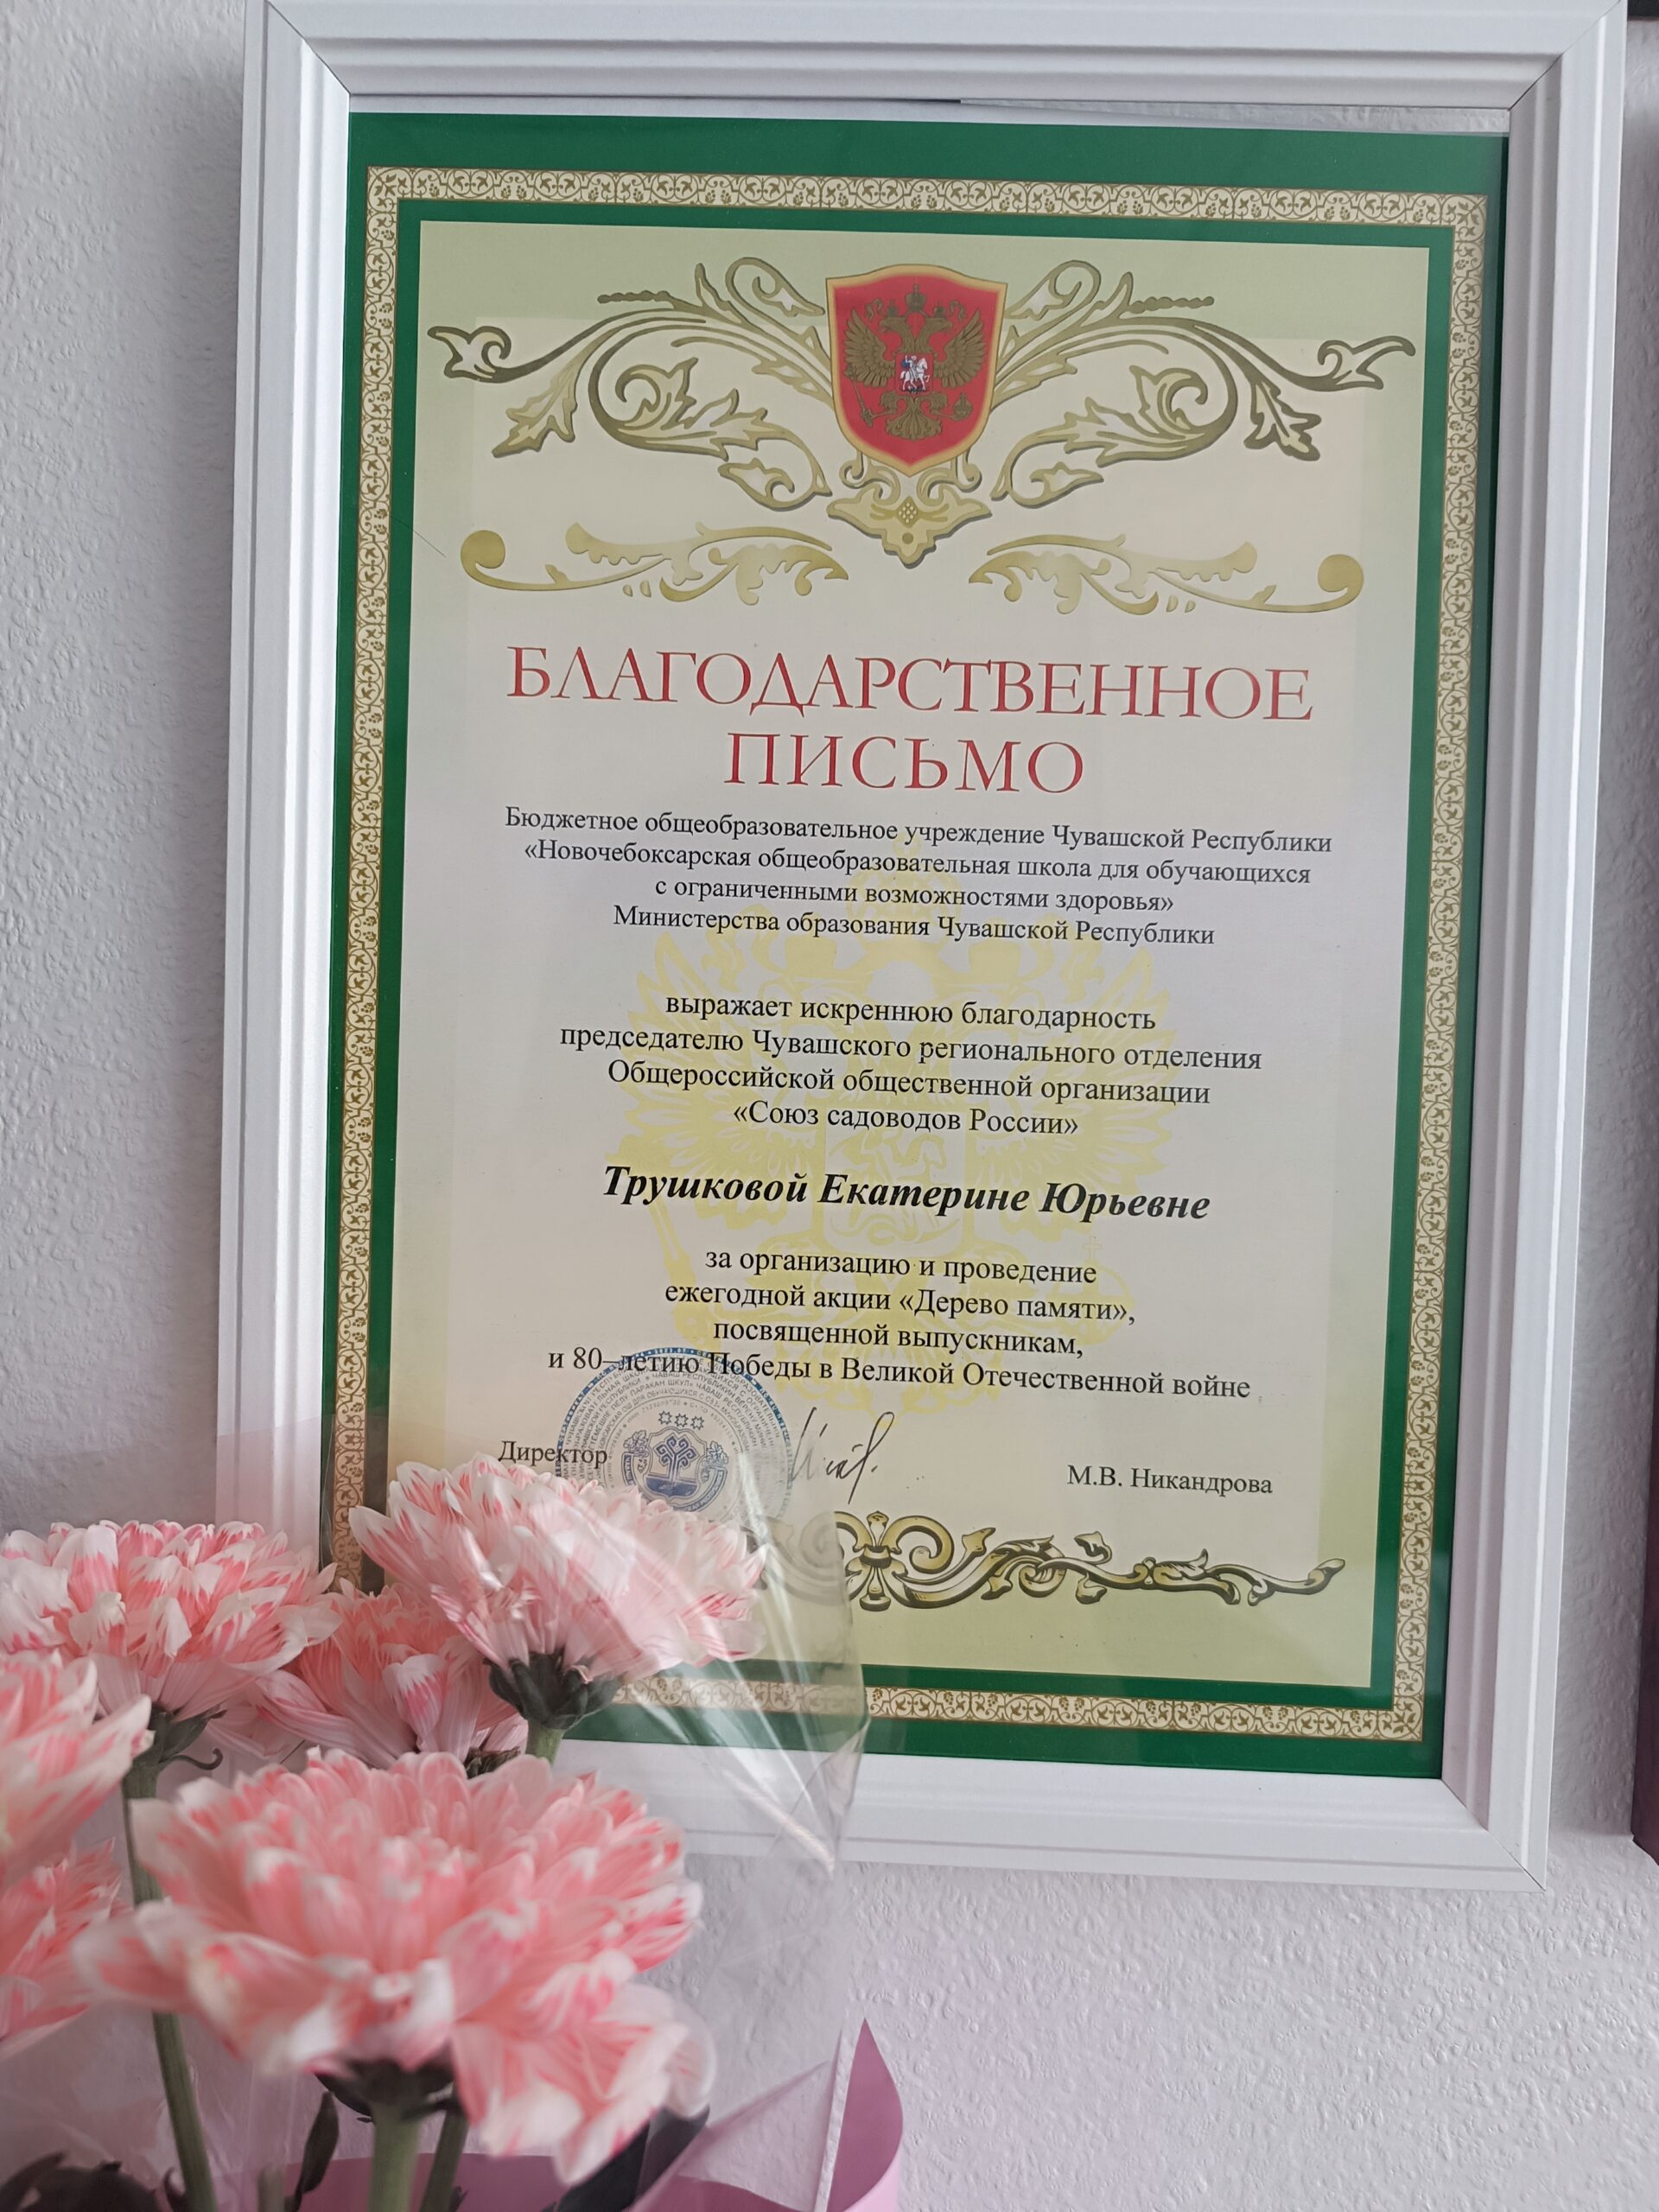 БЛАГОДАРСТВЕННОЕ
ПИСЬМО
Бюджетное общеобразовательное учреждение Чувашской Республики
«Новочебоксарская общеобразовательная школа для обучающихся
с ограниченными возможностями здоровья»
Министерства образования Чувашской Республики
выражает искреннюю благодарность
председателю Чувашского регионального отделения
Общероссийской общественной организации
«Союз садоводов России»
Трушковой Екатерине Юрьевне
за организацию и проведение
ежегодной акции «Дерево памяти»,
посвященной выпускникам,
и 80–летию Победы в Великой Отечественной войне
Директор
М.В. Никандрова